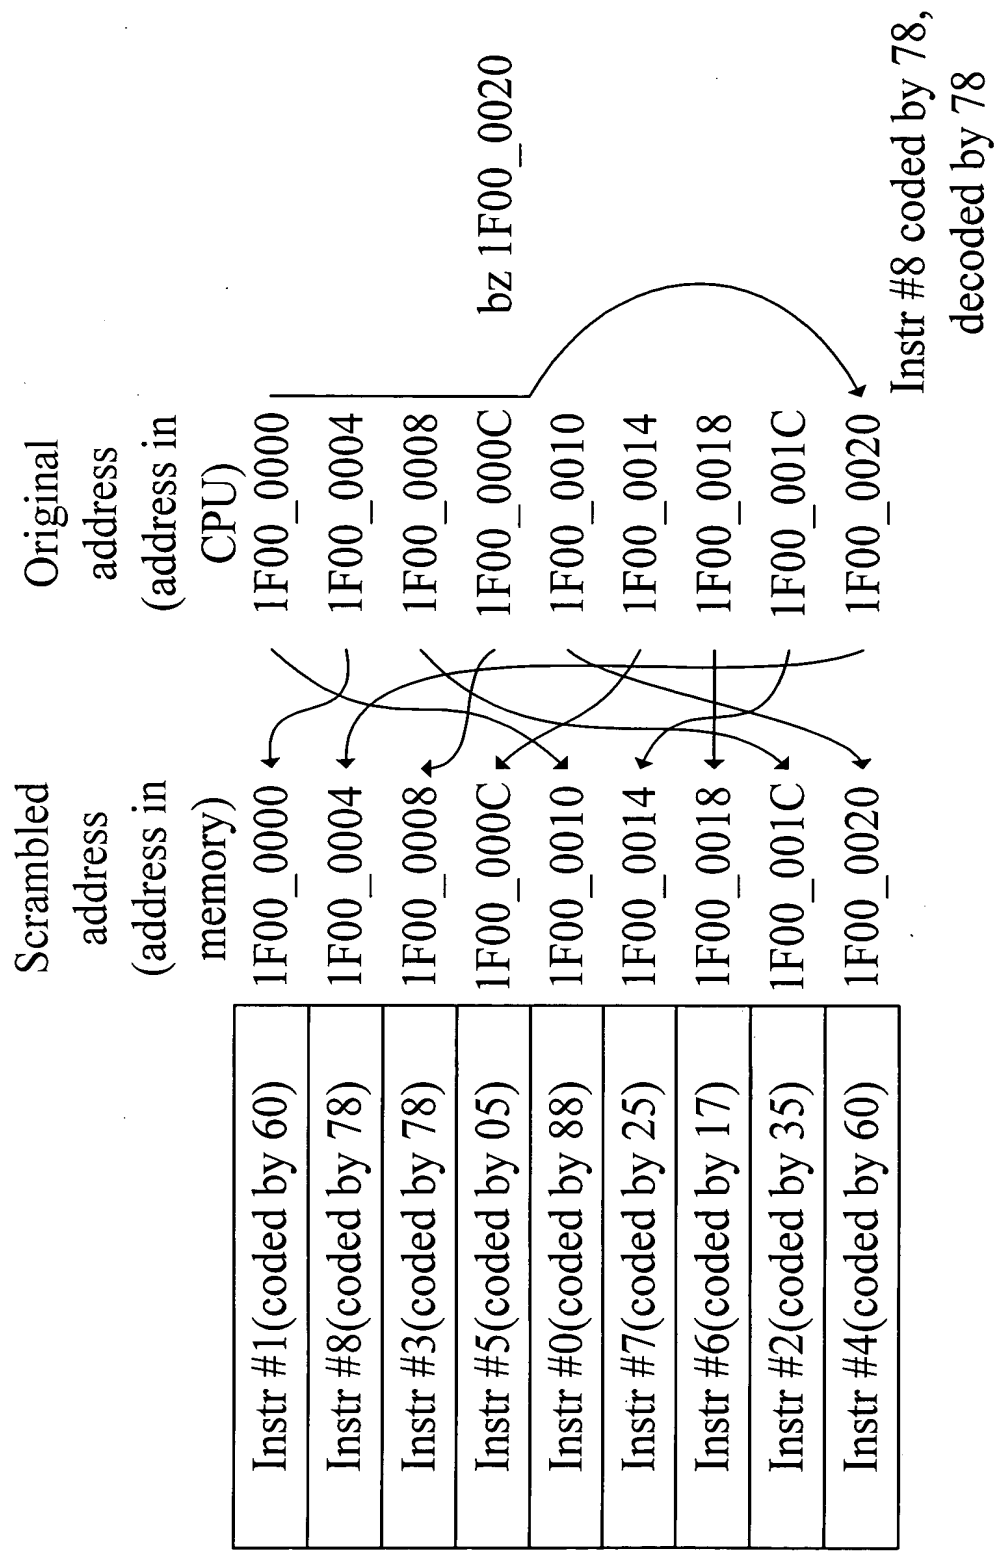 Scrambled
address
(address in
memory)
Original
address
(address in
CPU)
Instr #1(coded by 60)
1F00_0000
1F00_0000
Instr #8(coded by 78)
1F00_0004
1F00_0004
Instr #3(coded by 78)
1F00_0008
1F00_0008
Instr #5(coded by 05)
1F00_000C
1F00_000C
bz 1F00_0020
Instr #0(coded by 88)
1F00_0010
1F00_0010
Instr #7(coded by 25)
1F00_0014
1F00_0014
Instr #6(coded by 17)
1F00_0018
1F00_0018
Instr #2(coded by 35)
1F00_001C
1F00_001C
Instr #4(coded by 60)
1F00_0020
1F00_0020
Instr #8 coded by 78,
decoded by 78